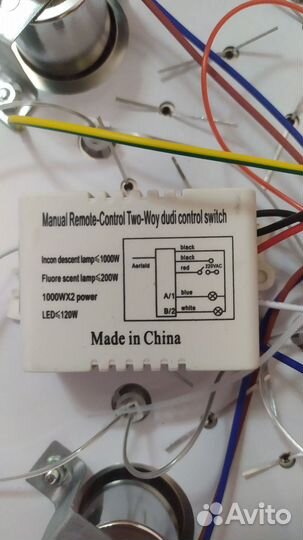 Manual Remote-Control Two-Woy dudi control switch
Incon descent lamp≤1000W
Fluore scent lamp≤200W
1000WX2 power
LED≤120W
Aeriald
black
black
red
220VAC
A/1
blue
B/2
white
Made in China
Avito